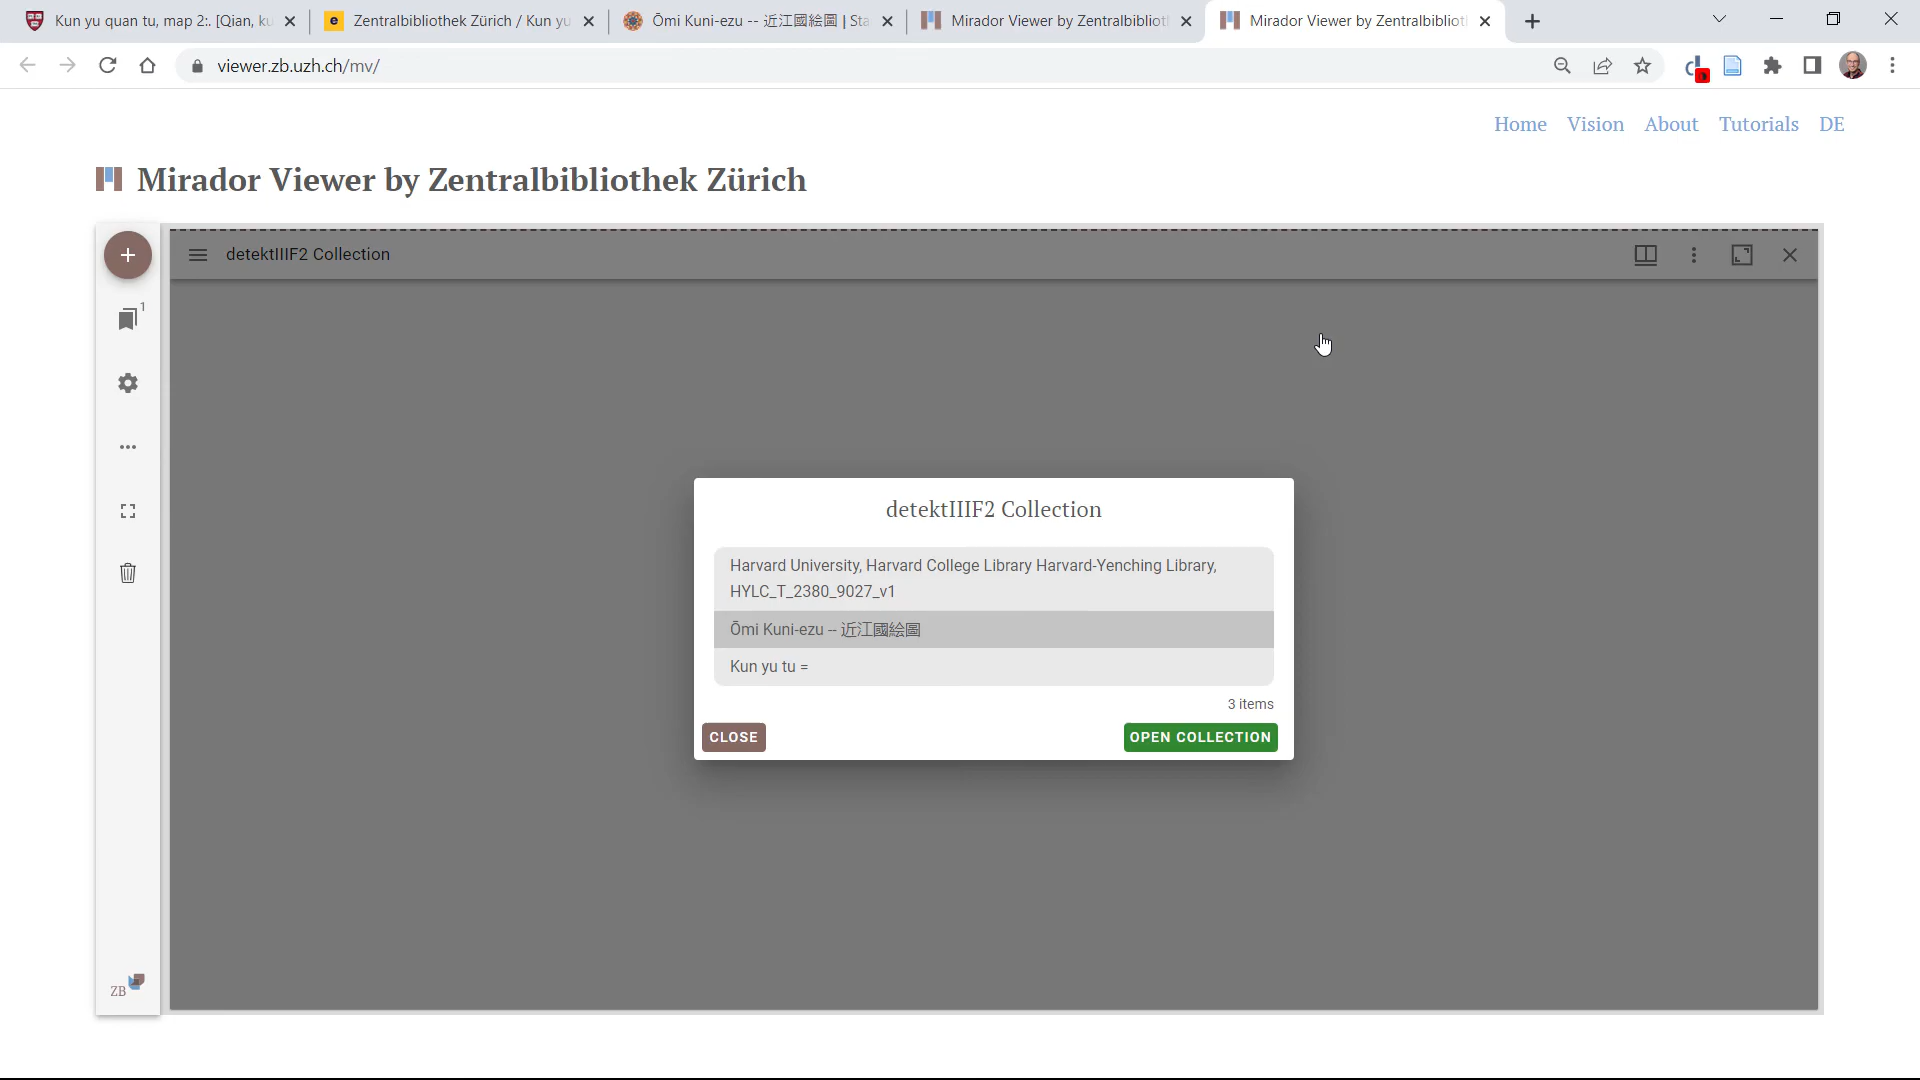 Kun yu quan tu, map 2:. [Qian, ku
Zentralbibliothek Zürich / Kun yu
Ōmi Kuni-ezu -- 近江國絵圖 | Sta
Mirador Viewer by Zentralbibliot
Mirador Viewer by Zentralbibliot
viewer.zb.uzh.ch/mv/
Home Vision About Tutorials DE
Mirador Viewer by Zentralbibliothek Zürich
detektIIIF2 Collection
1
detektIIIF2 Collection
Harvard University, Harvard College Library Harvard-Yenching Library,
HYLC_T_2380_9027_v1
Ōmi Kuni-ezu -- 近江國絵圖
Kun yu tu =
3 items
CLOSE
OPEN COLLECTION
ZB